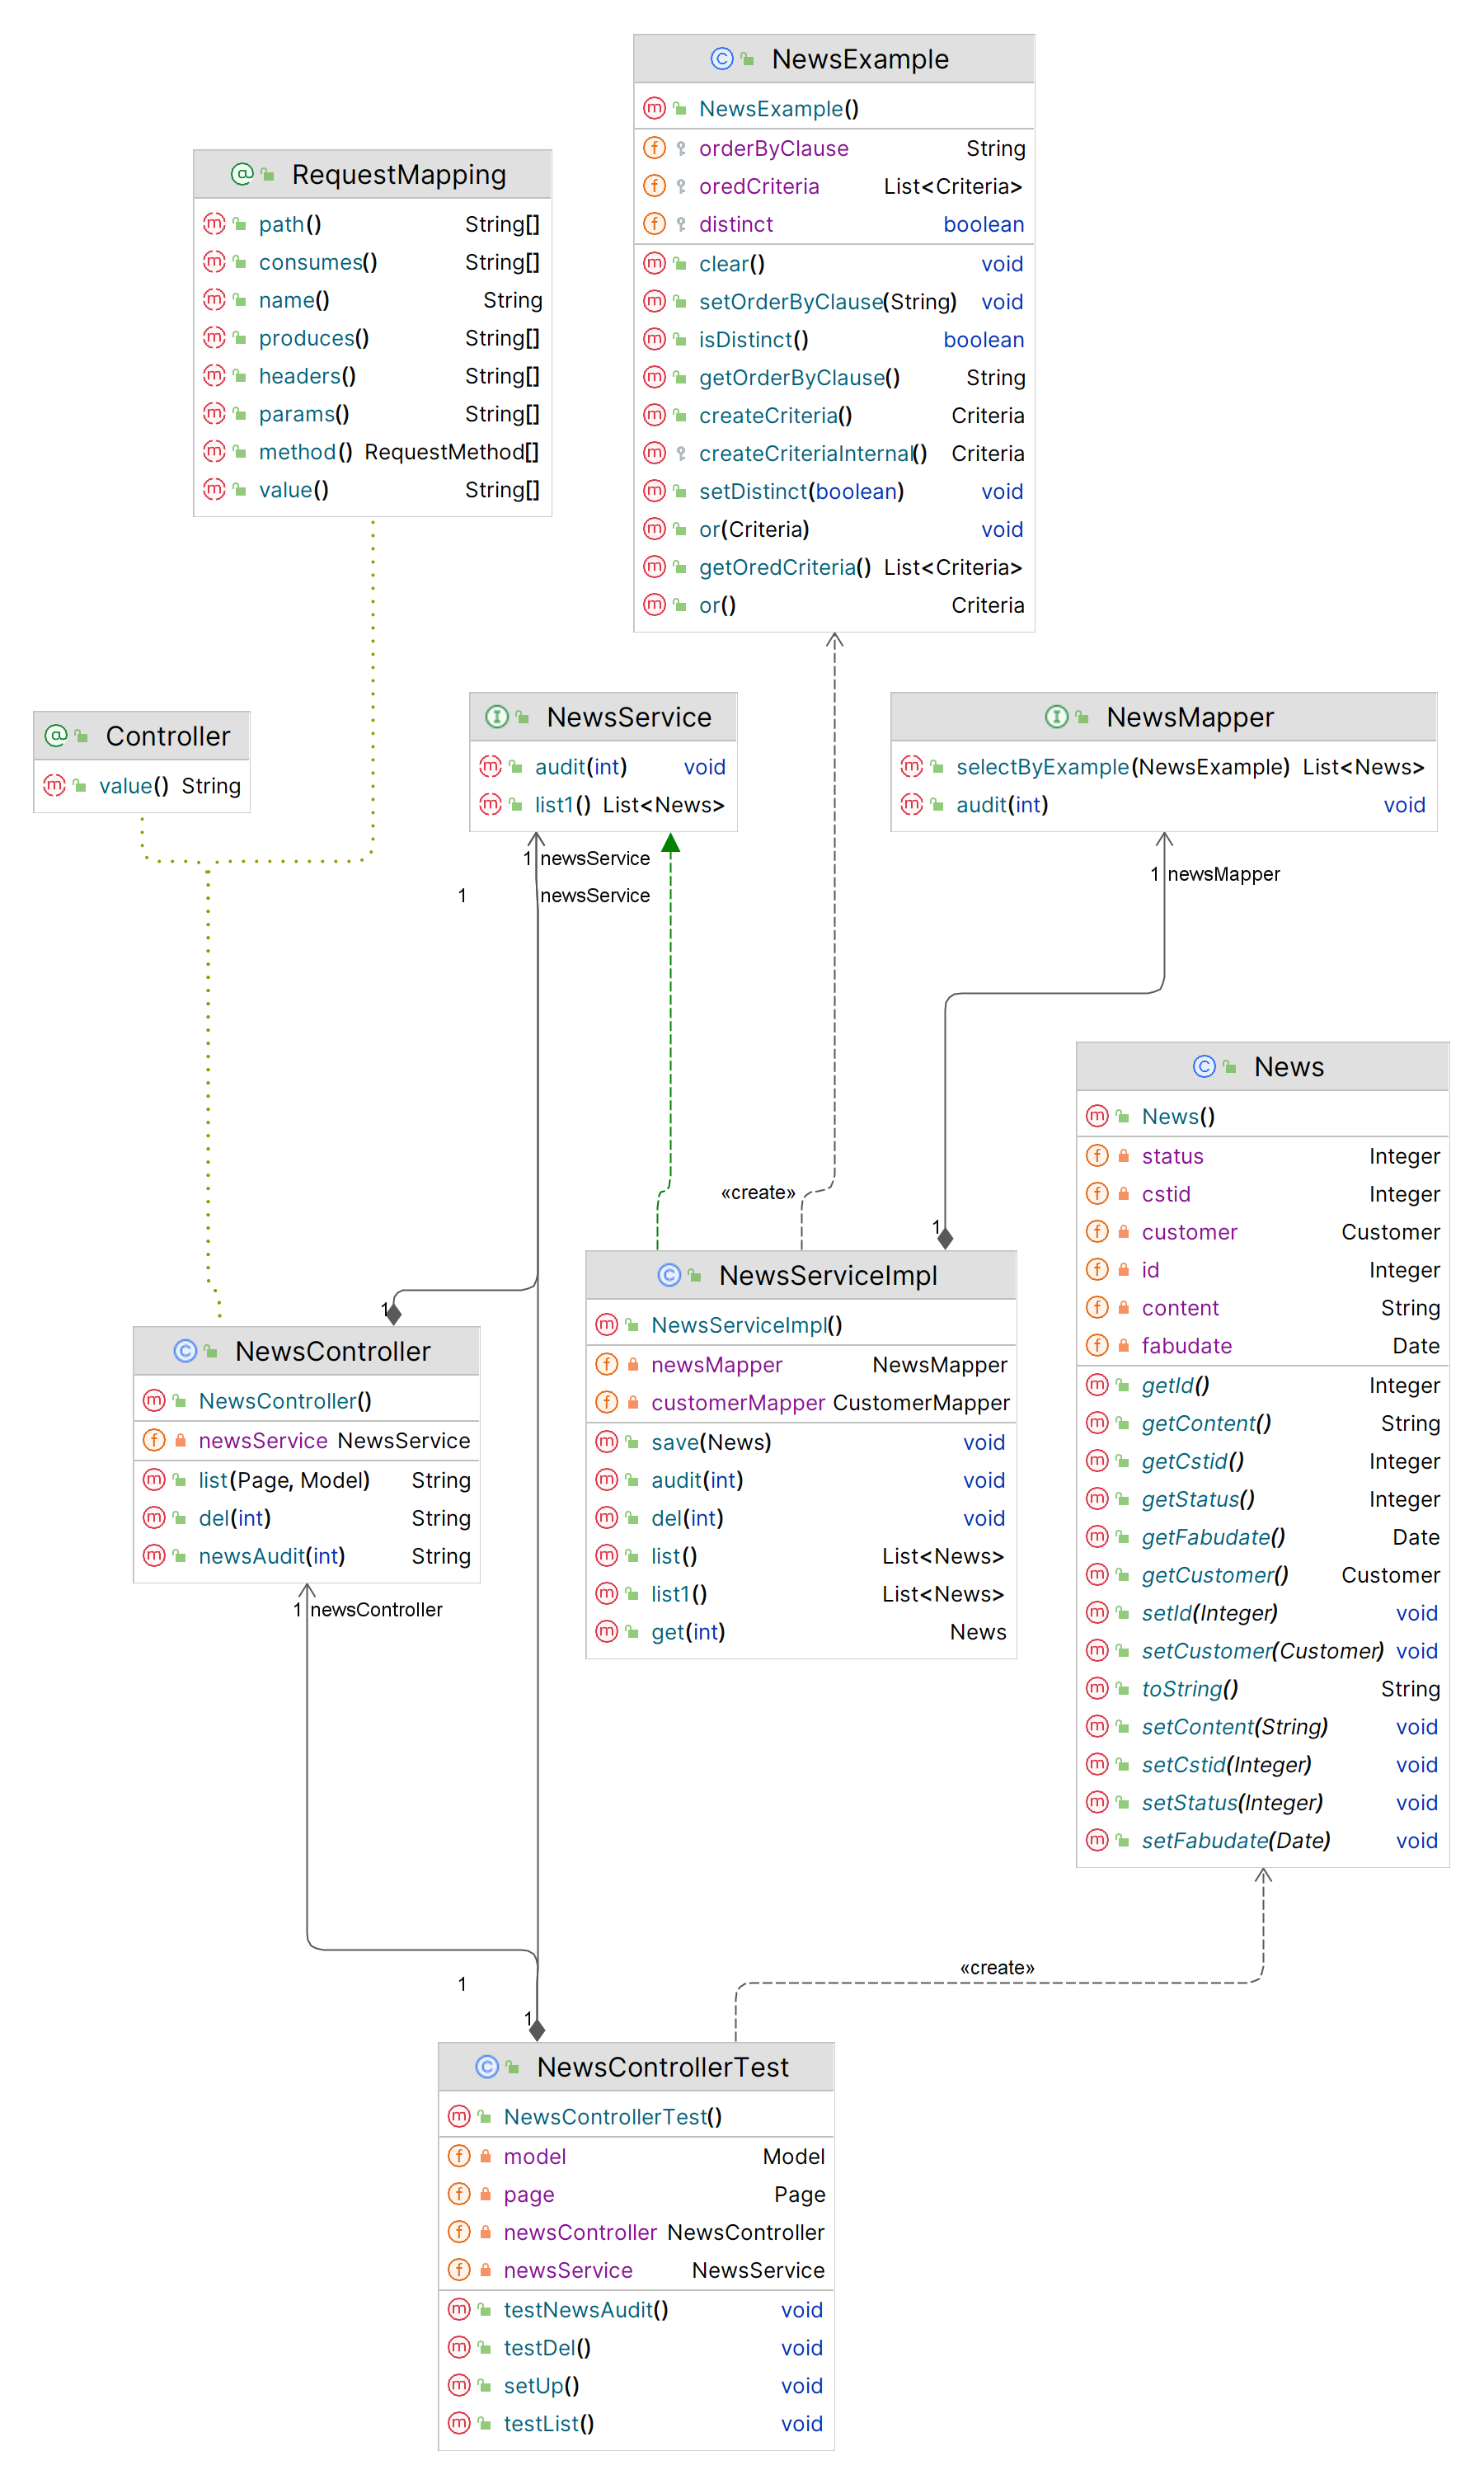 NewsExample
NewsExample()
orderByClause String
oredCriteria List<Criteria>
distinct boolean
clear() void
setOrderByClause(String) void
isDistinct() boolean
getOrderByClause() String
createCriteria() Criteria
createCriteriaInternal() Criteria
setDistinct(boolean) void
or(Criteria) void
getOredCriteria() List<Criteria>
or() Criteria
RequestMapping
path() String[]
consumes() String[]
name() String
produces() String[]
headers() String[]
params() String[]
method() RequestMethod[]
value() String[]
Controller
value() String
NewsService
audit(int) void
list1() List<News>
NewsMapper
selectByExample(NewsExample) List<News>
audit(int) void
1 newsService
1 newsService
1 newsMapper
News
News()
status Integer
cstid Integer
customer Customer
id Integer
content String
fabudate Date
getId() Integer
getContent() String
getCstid() Integer
getStatus() Integer
getFabudate() Date
getCustomer() Customer
setId(Integer) void
setCustomer(Customer) void
toString() String
setContent(String) void
setCstid(Integer) void
setStatus(Integer) void
setFabudate(Date) void
«create»
1
NewsServiceImpl
NewsServiceImpl()
newsMapper NewsMapper
customerMapper CustomerMapper
save(News) void
audit(int) void
del(int) void
list() List<News>
list1() List<News>
get(int) News
1
NewsController
NewsController()
newsService NewsService
list(Page, Model) String
del(int) String
newsAudit(int) String
1 newsController
«create»
1
1
NewsControllerTest
NewsControllerTest()
model Model
page Page
newsController NewsController
newsService NewsService
testNewsAudit() void
testDel() void
setUp() void
testList() void